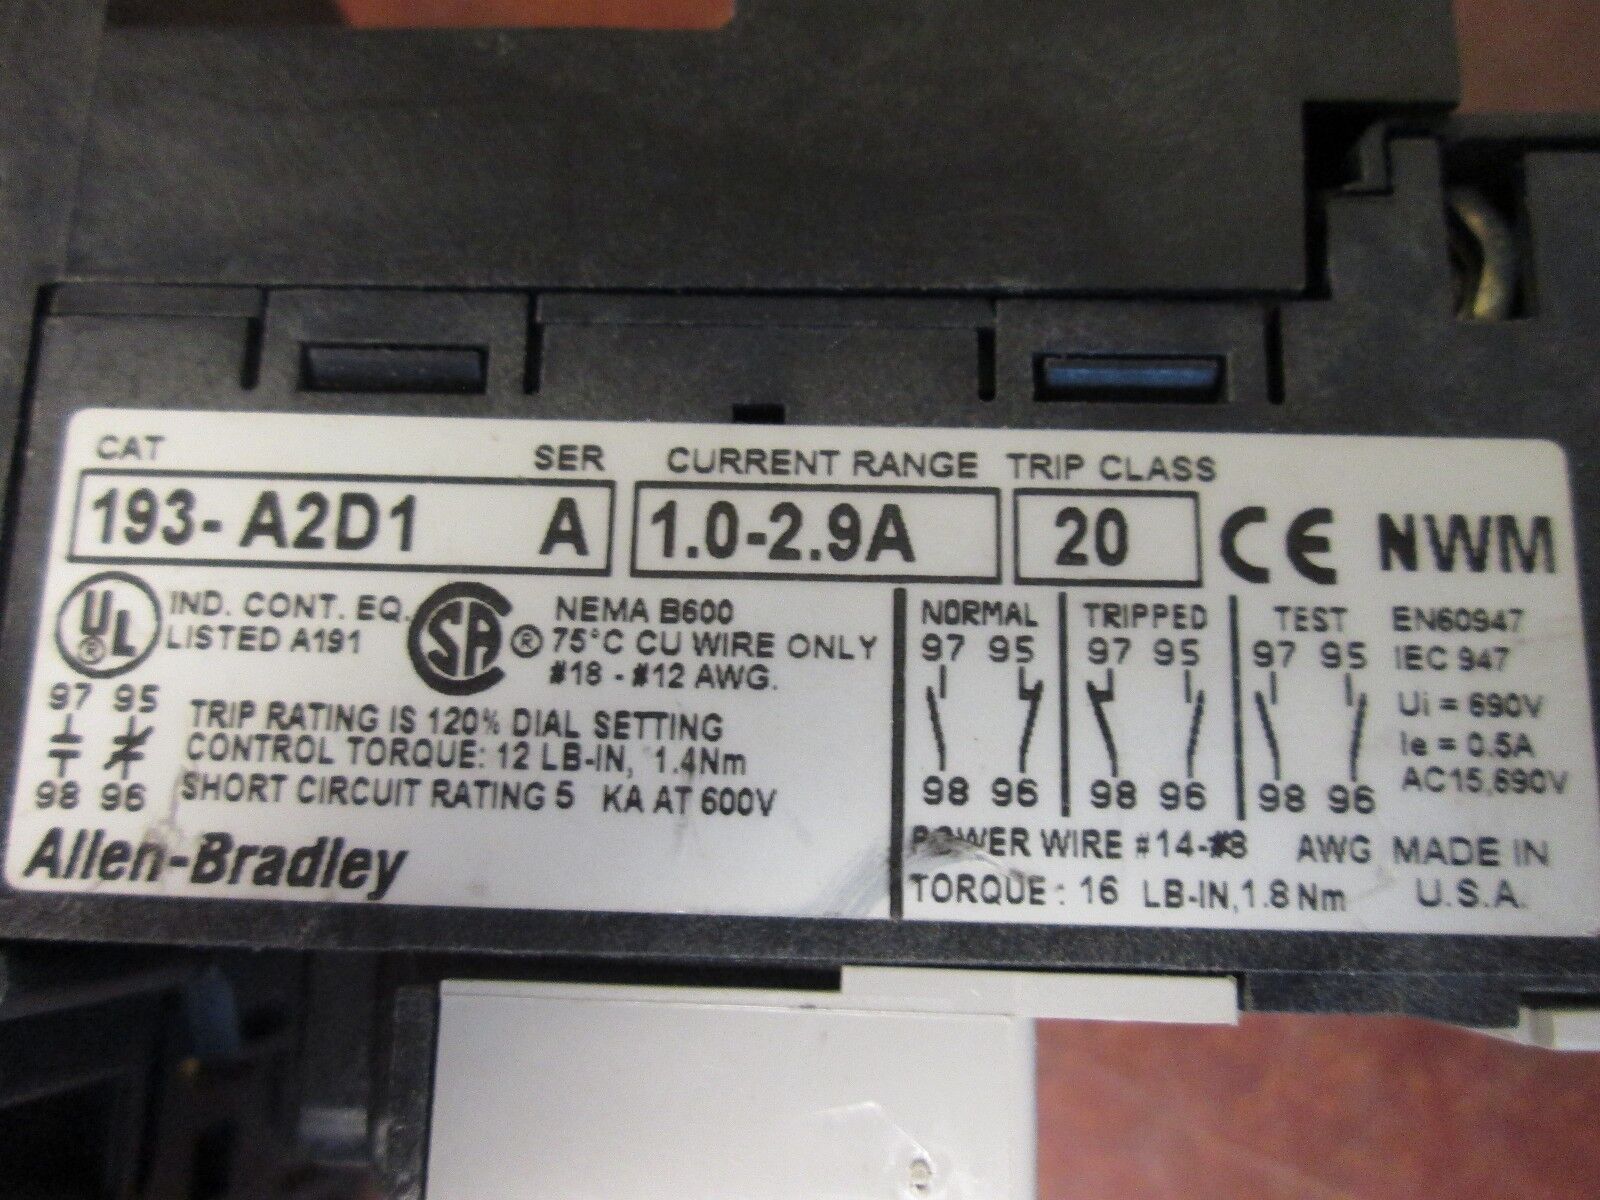 CAT SER CURRENT RANGE TRIP CLASS
193- A2D1 A 1.0-2.9A 20 CE NWM
UL ® IND. CONT. EQ.
LISTED A191
SA ® NEMA B600
75°C CU WIRE ONLY
#18 - #12 AWG.
97 95
98 96
TRIP RATING IS 120% DIAL SETTING
CONTROL TORQUE: 12 LB-IN, 1.4Nm
SHORT CIRCUIT RATING 5 KA AT 600V
Allen-Bradley
NORMAL TRIPPED TEST
97 95 97 95 97 95
98 96 98 96 98 96
EN60947
IEC 947
Ui = 690V
Ie = 0.5A
AC15,690V
POWER WIRE #14-#8 AWG
TORQUE: 16 LB-IN, 1.8 Nm
MADE IN
U.S.A.